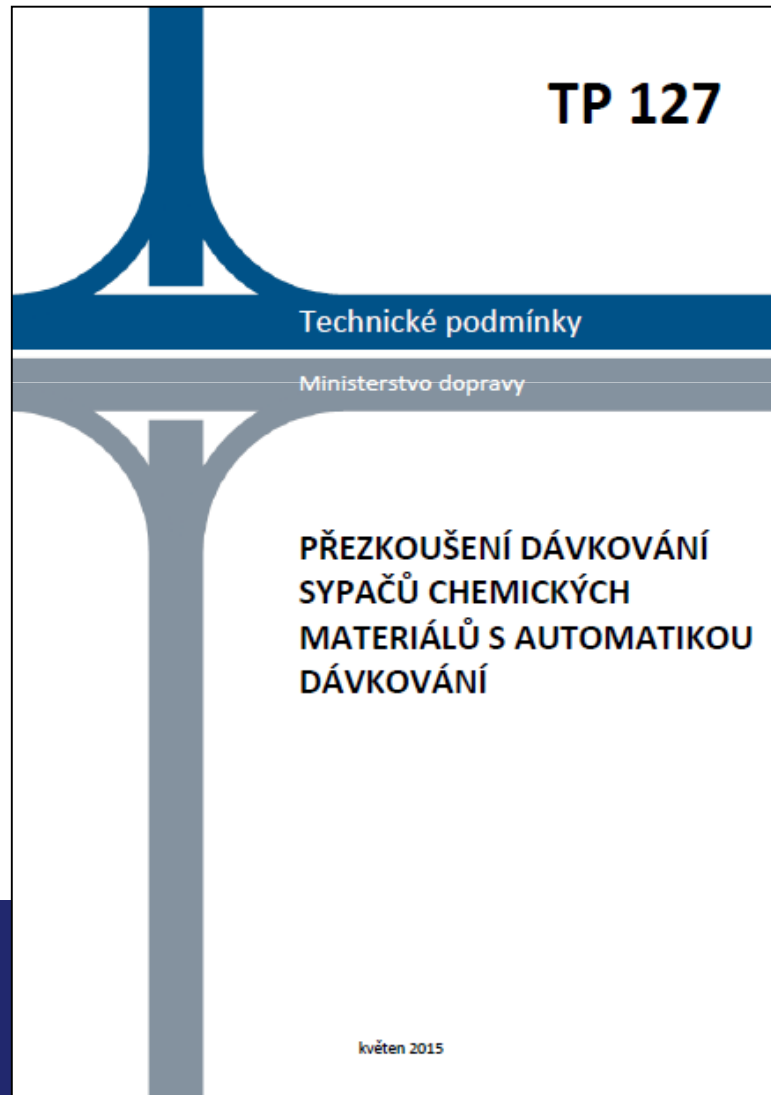 TP 127
Technické podmínky
Ministerstvo dopravy
PŘEZKOUŠENÍ DÁVKOVÁNÍ
SYPAČŮ CHEMICKÝCH
MATERIÁLŮ S AUTOMATIKOU
DÁVKOVÁNÍ
květen 2015